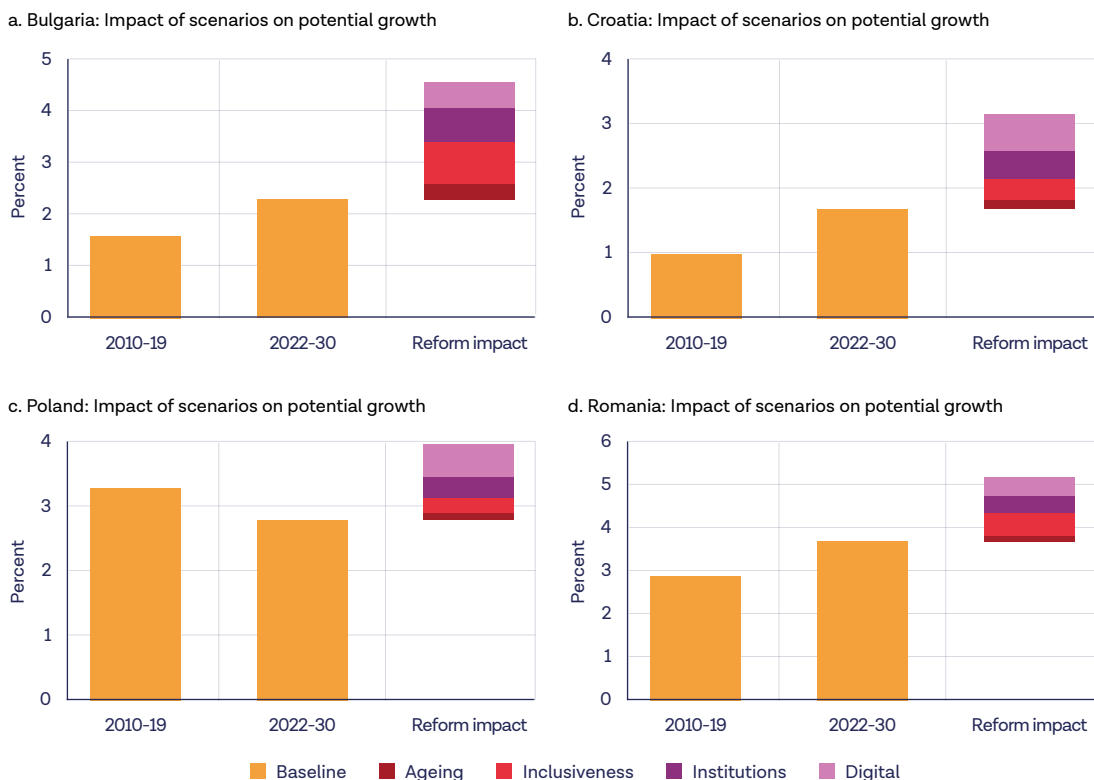 a. Bulgaria: Impact of scenarios on potential growth
5
4
3
2
1
0
Percent
2010-19 2022-30 Reform impact
b. Croatia: Impact of scenarios on potential growth
4
3
2
1
0
Percent
2010-19 2022-30 Reform impact
c. Poland: Impact of scenarios on potential growth
4
3
2
1
0
Percent
2010-19 2022-30 Reform impact
d. Romania: Impact of scenarios on potential growth
6
5
4
3
2
1
0
Percent
2010-19 2022-30 Reform impact
Baseline Ageing Inclusiveness Institutions Digital